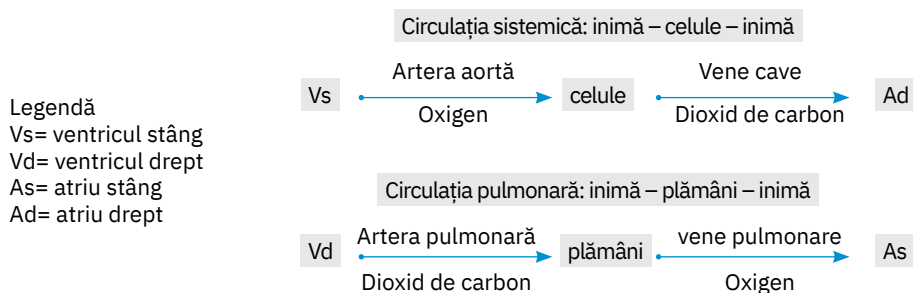 Circulația sistemică: inimă – celule – inimă
Artera aortă
Vene cave
Vs
celule
Ad
Oxigen
Dioxid de carbon
Legendă
Vs= ventricul stâng
Vd= ventricul drept
As= atriu stâng
Ad= atriu drept
Circulația pulmonară: inimă – plămâni – inimă
Artera pulmonară
vene pulmonare
Vd
plămâni
As
Dioxid de carbon
Oxigen